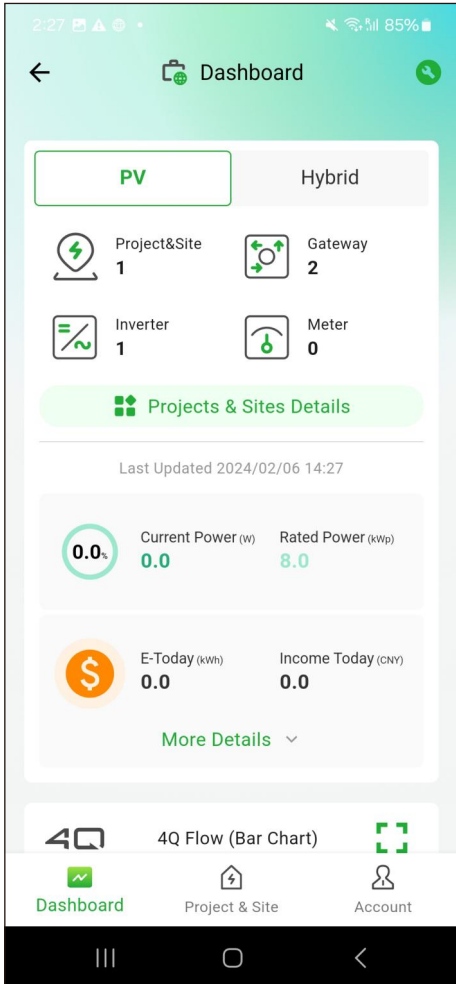 2:27
85%
Dashboard
PV
Hybrid
Project&Site
1
Gateway
2
Inverter
1
Meter
0
Projects & Sites Details
Last Updated 2024/02/06 14:27
0.0%
Current Power (W)
0.0
Rated Power (kWp)
8.0
E-Today (kWh)
0.0
Income Today (CNY)
0.0
More Details
4Q
4Q Flow (Bar Chart)
Dashboard
Project & Site
Account